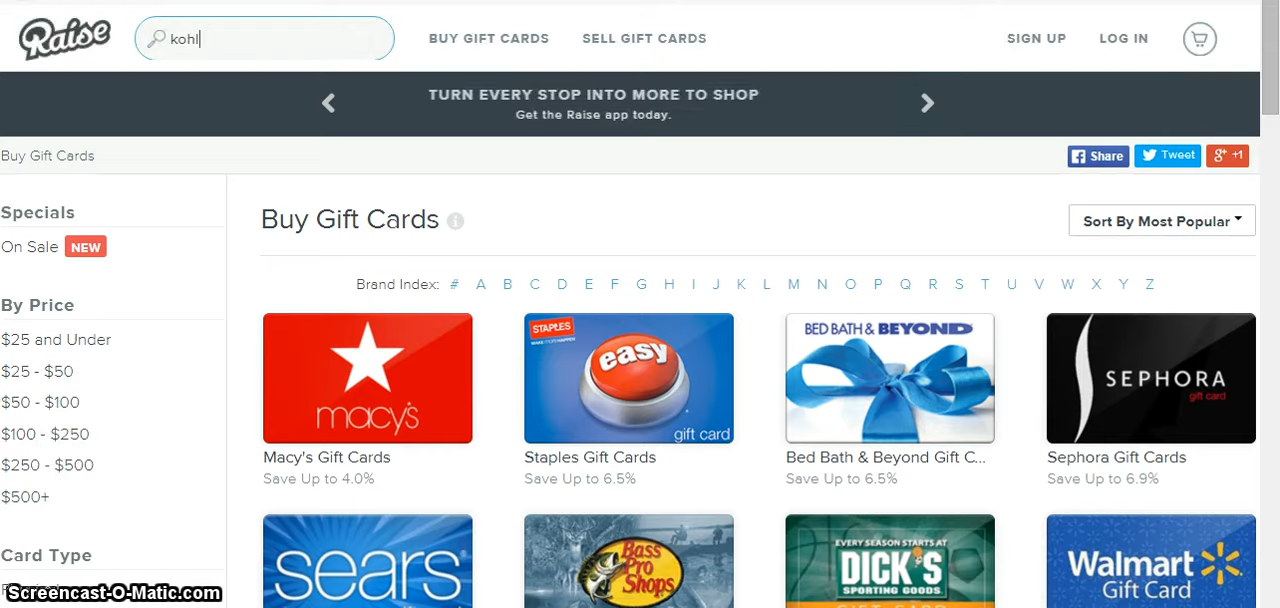 Raise
kohl
BUY GIFT CARDS
SELL GIFT CARDS
SIGN UP
LOG IN
TURN EVERY STOP INTO MORE TO SHOP
Get the Raise app today.
Buy Gift Cards
Share
Tweet
g+ +1
Specials
On Sale NEW
By Price
$25 and Under
$25 - $50
$50 - $100
$100 - $250
$250 - $500
$500+
Card Type
Buy Gift Cards
Sort By Most Popular
Brand Index: # A B C D E F G H I J K L M N O P Q R S T U V W X Y Z
macy's
STAPLES
easy
gift card
BED BATH & BEYOND
SEPHORA
gift card
Macy's Gift Cards
Save Up to 4.0%
Staples Gift Cards
Save Up to 6.5%
Bed Bath & Beyond Gift C...
Save Up to 6.5%
Sephora Gift Cards
Save Up to 6.9%
sears
Bass
Pro
Shops
EVERY SEASON STARTS AT
DICK'S
SPORTING GOODS
GIFT CARD
Walmart
Gift Card
Screencast-O-Matic.com